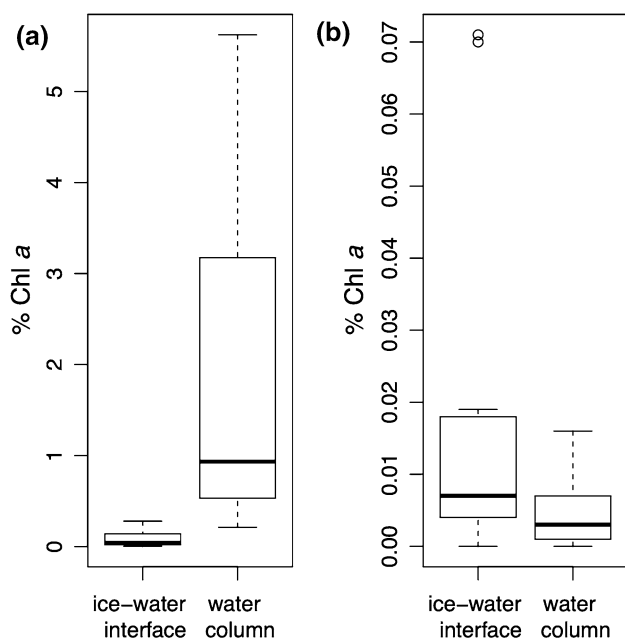 (a)
% Chl a
5
4
3
2
1
0
ice–water interface
water column
(b)
% Chl a
0.07
0.06
0.05
0.04
0.03
0.02
0.01
0.00
ice–water interface
water column